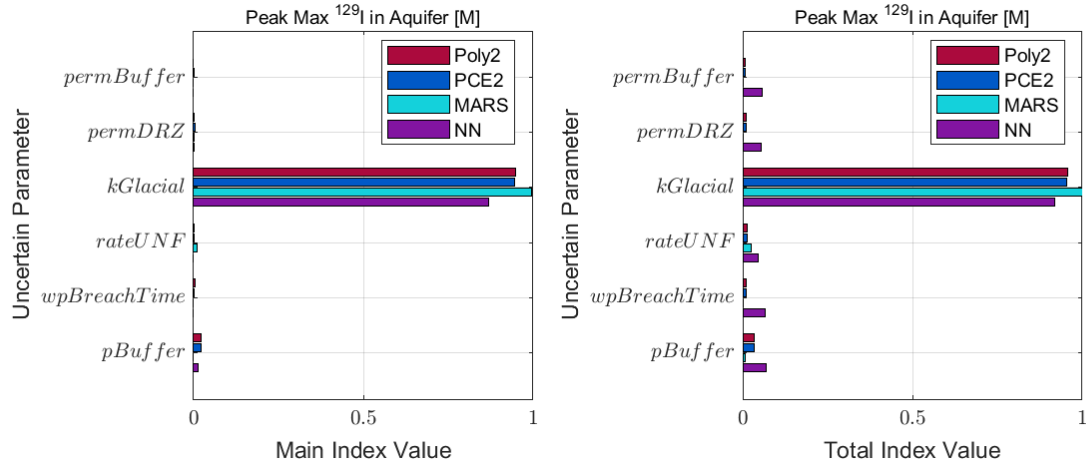 Peak Max ¹²⁹I in Aquifer [M]
Uncertain Parameter
permBuffer
permDRZ
kGlacial
rateUNF
wpBreachTime
pBuffer
Poly2
PCE2
MARS
NN
0 0.5 1
Main Index Value
Peak Max ¹²⁹I in Aquifer [M]
Uncertain Parameter
permBuffer
permDRZ
kGlacial
rateUNF
wpBreachTime
pBuffer
Poly2
PCE2
MARS
NN
0 0.5 1
Total Index Value